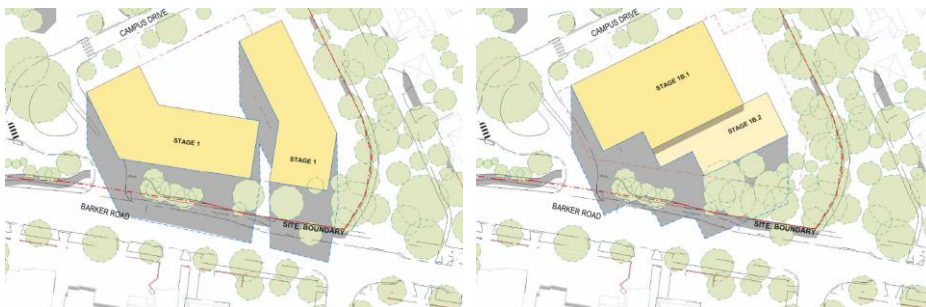 CAMPUS DRIVE
STAGE 1
STAGE 1
BARKER ROAD
SITE BOUNDARY
CAMPUS DRIVE
STAGE 1B.1
STAGE 1B.2
BARKER ROAD
SITE BOUNDARY